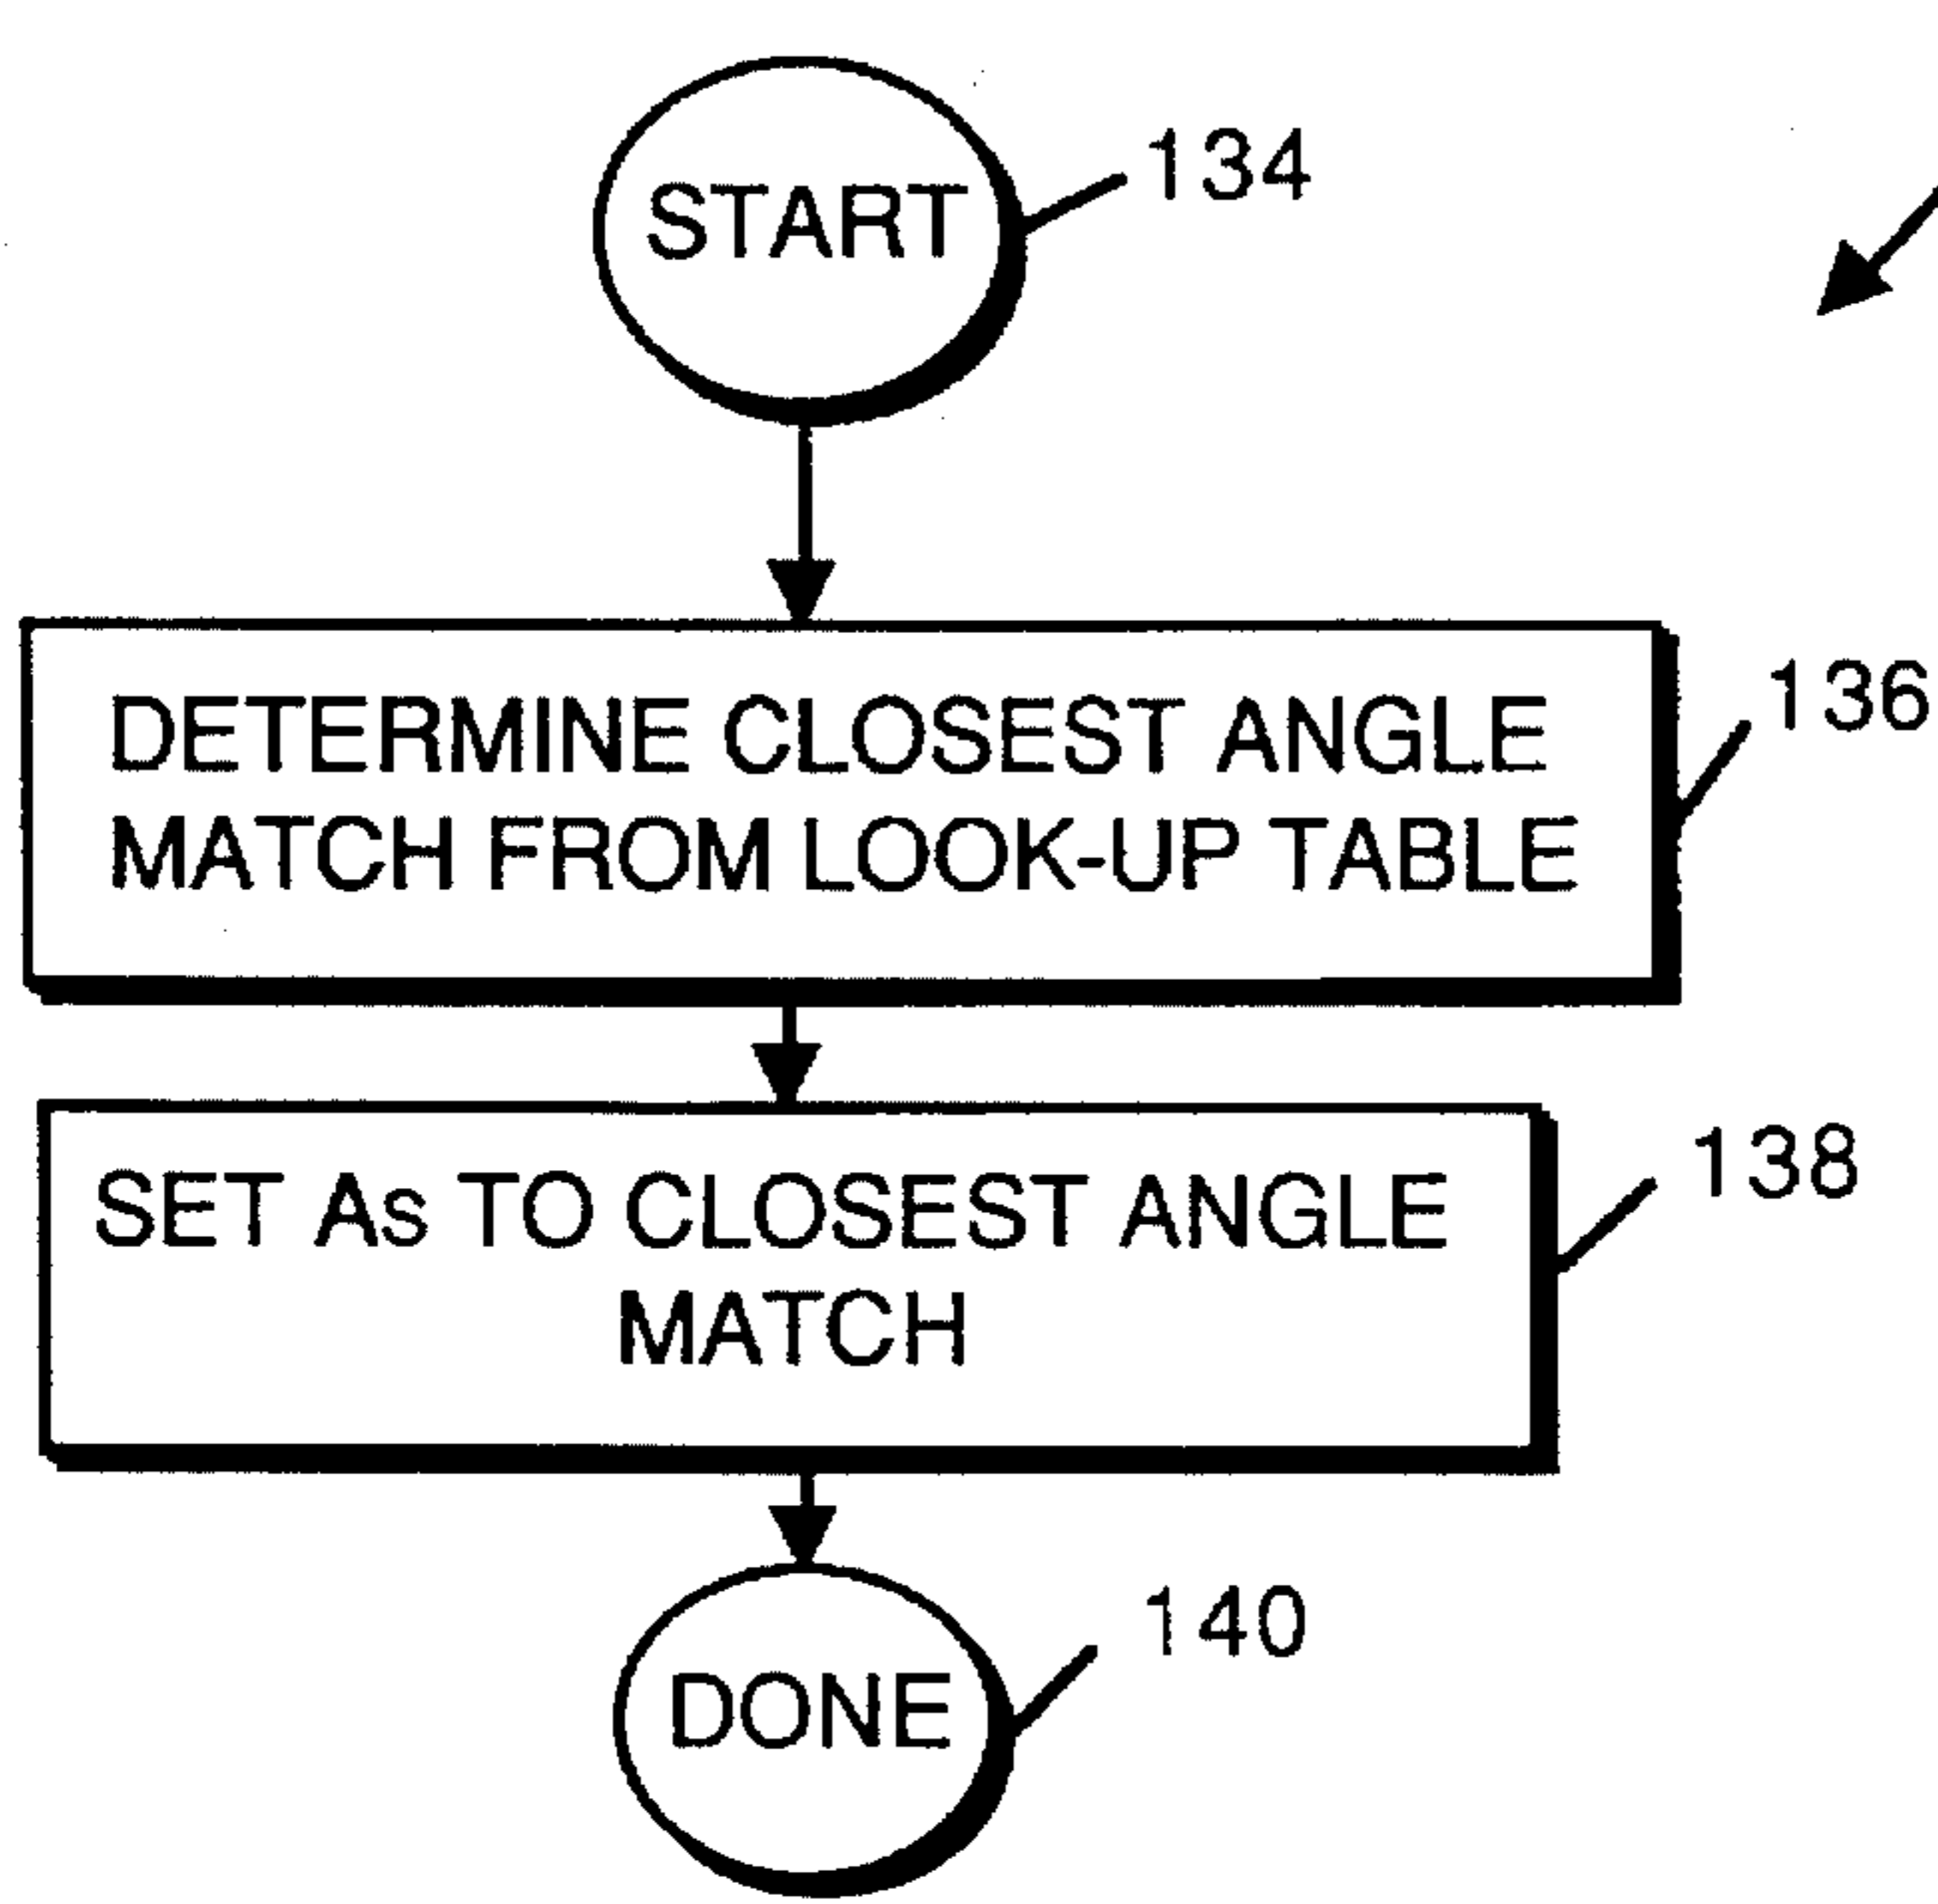 START
134
DETERMINE CLOSEST ANGLE
MATCH FROM LOOK-UP TABLE
136
SET As TO CLOSEST ANGLE
MATCH
138
DONE
140